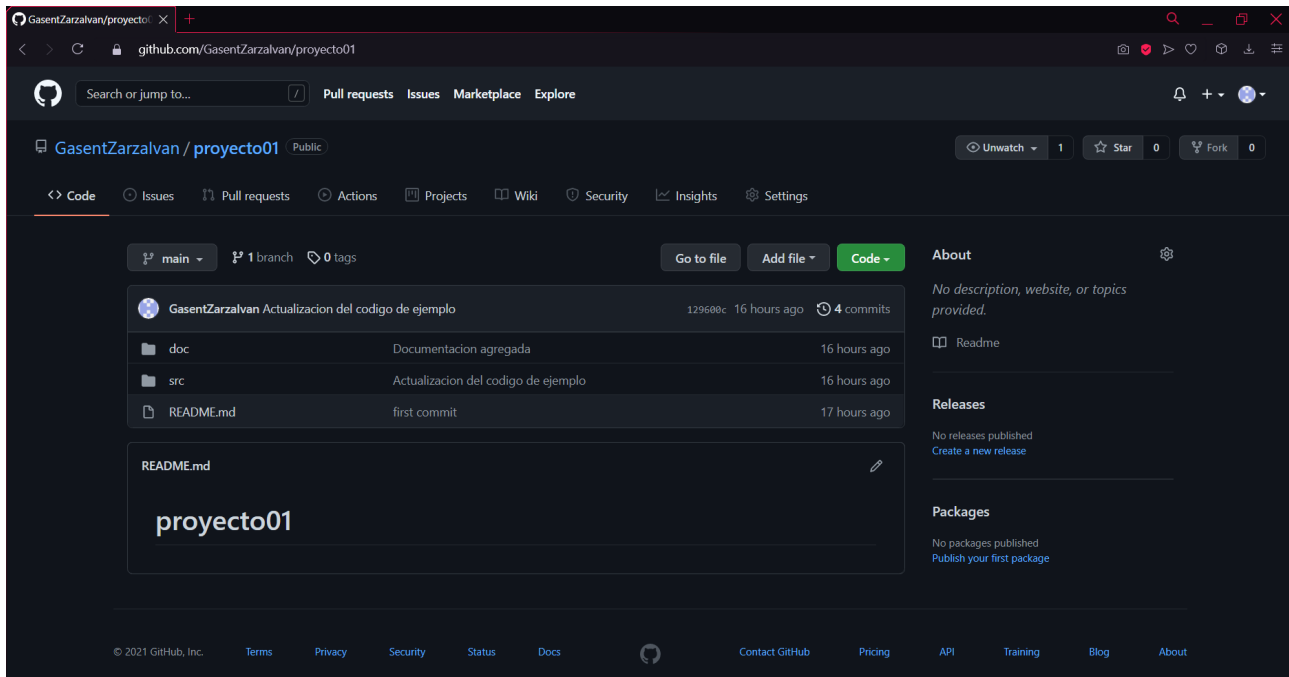 GasentZarzalvan/proyecto0
github.com/GasentZarzalvan/proyecto01
Search or jump to... / Pull requests Issues Marketplace Explore
GasentZarzalvan / proyecto01 Public Unwatch 1 Star 0 Fork 0
Code Issues Pull requests Actions Projects Wiki Security Insights Settings
main 1 branch 0 tags Go to file Add file Code
GasentZarzalvan Actualizacion del codigo de ejemplo 129600c 16 hours ago 4 commits
doc Documentacion agregada 16 hours ago
src Actualizacion del codigo de ejemplo 16 hours ago
README.md first commit 17 hours ago
README.md
proyecto01
About
No description, website, or topics
provided.
Readme
Releases
No releases published
Create a new release
Packages
No packages published
Publish your first package
© 2021 GitHub, Inc. Terms Privacy Security Status Docs Contact GitHub Pricing API Training Blog About